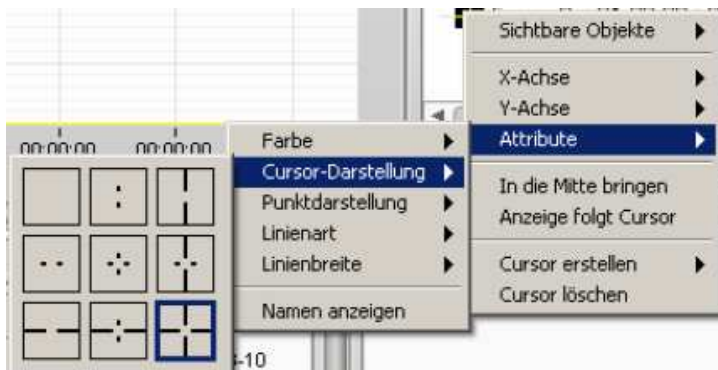 Sichtbare Objekte
X-Achse
Y-Achse
Attribute
In die Mitte bringen
Anzeige folgt Cursor
Cursor erstellen
Cursor löschen
Farbe
Cursor-Darstellung
Punktdarstellung
Linienart
Linienbreite
Namen anzeigen
00:00:00 00:00:00
-10